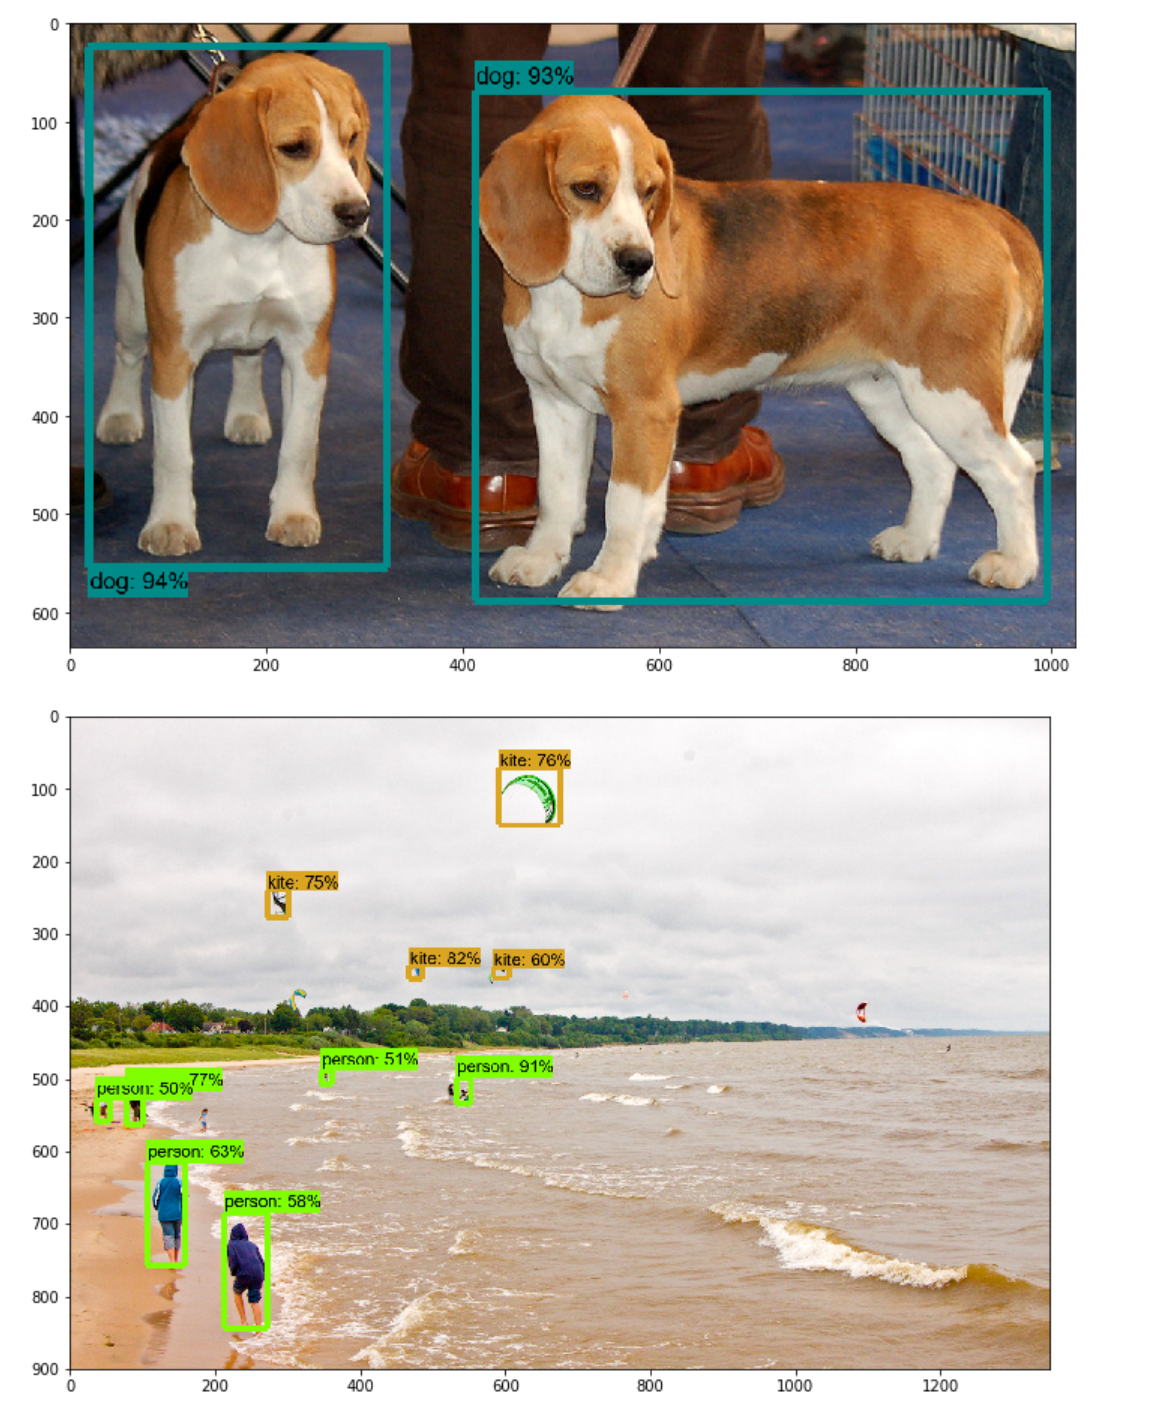 0
100
200
300
400
500
600
dog: 93%
dog: 94%
0 200 400 600 800 1000
0
100
200
300
400
500
600
700
800
900
kite: 76%
kite: 75%
kite: 82% kite: 60%
person: 51%
person. 91%
77%
person: 50%
person: 63%
person: 58%
0 200 400 600 800 1000 1200